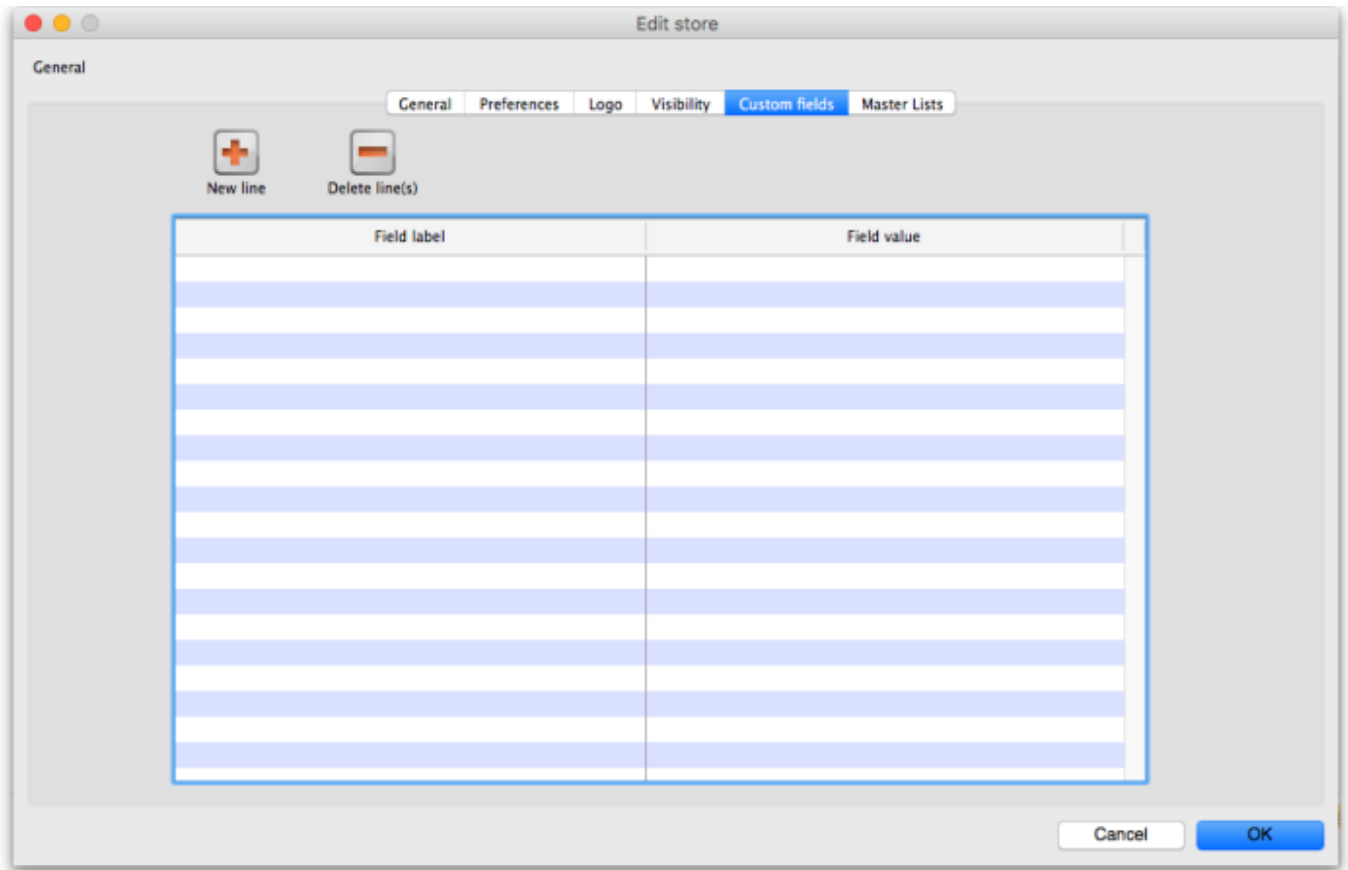 Edit store
General
General Preferences Logo Visibility Custom fields Master Lists
New line Delete line(s)
Field label Field value
Cancel OK